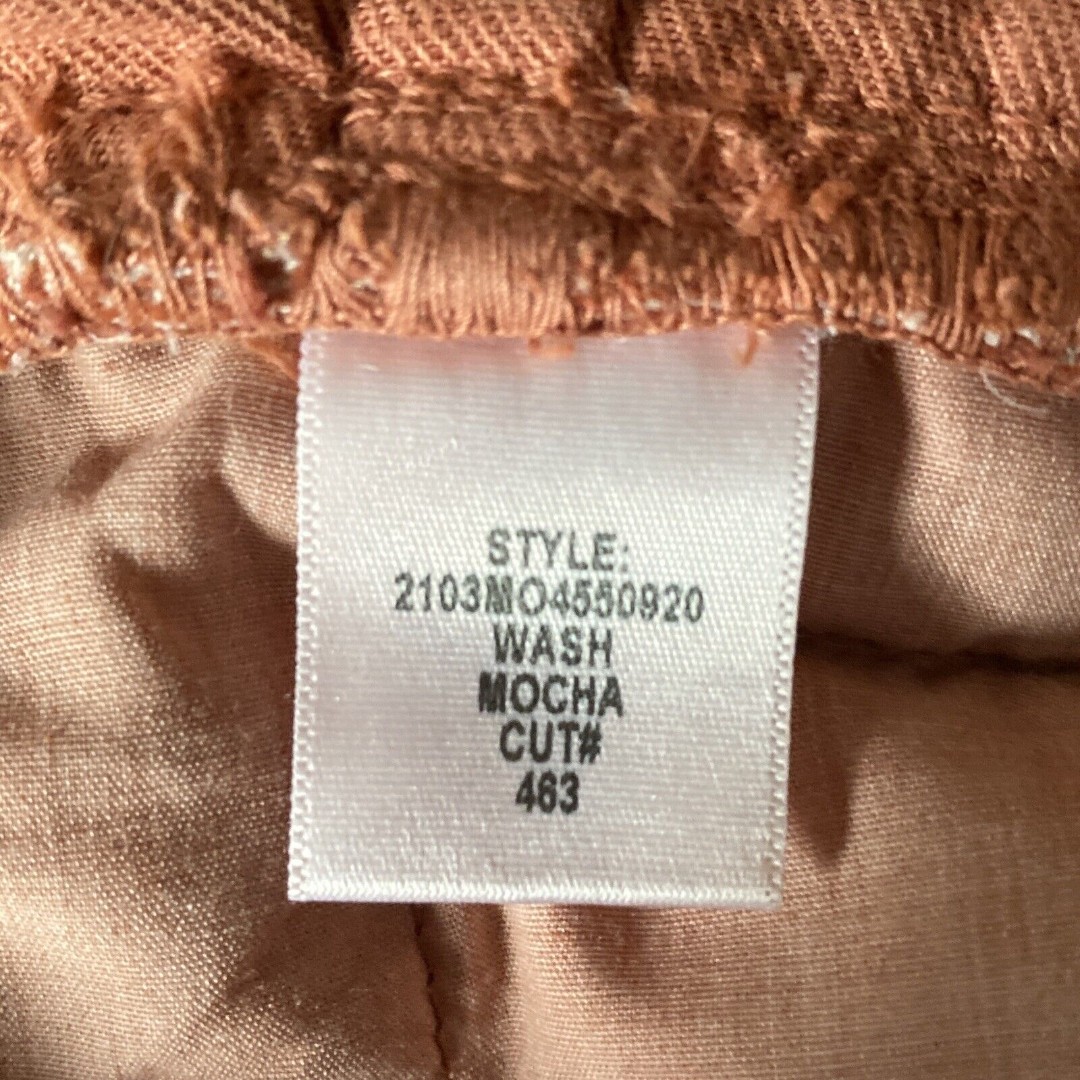 STYLE:
2103MO4550920
WASH
MOCHA
CUT#
463